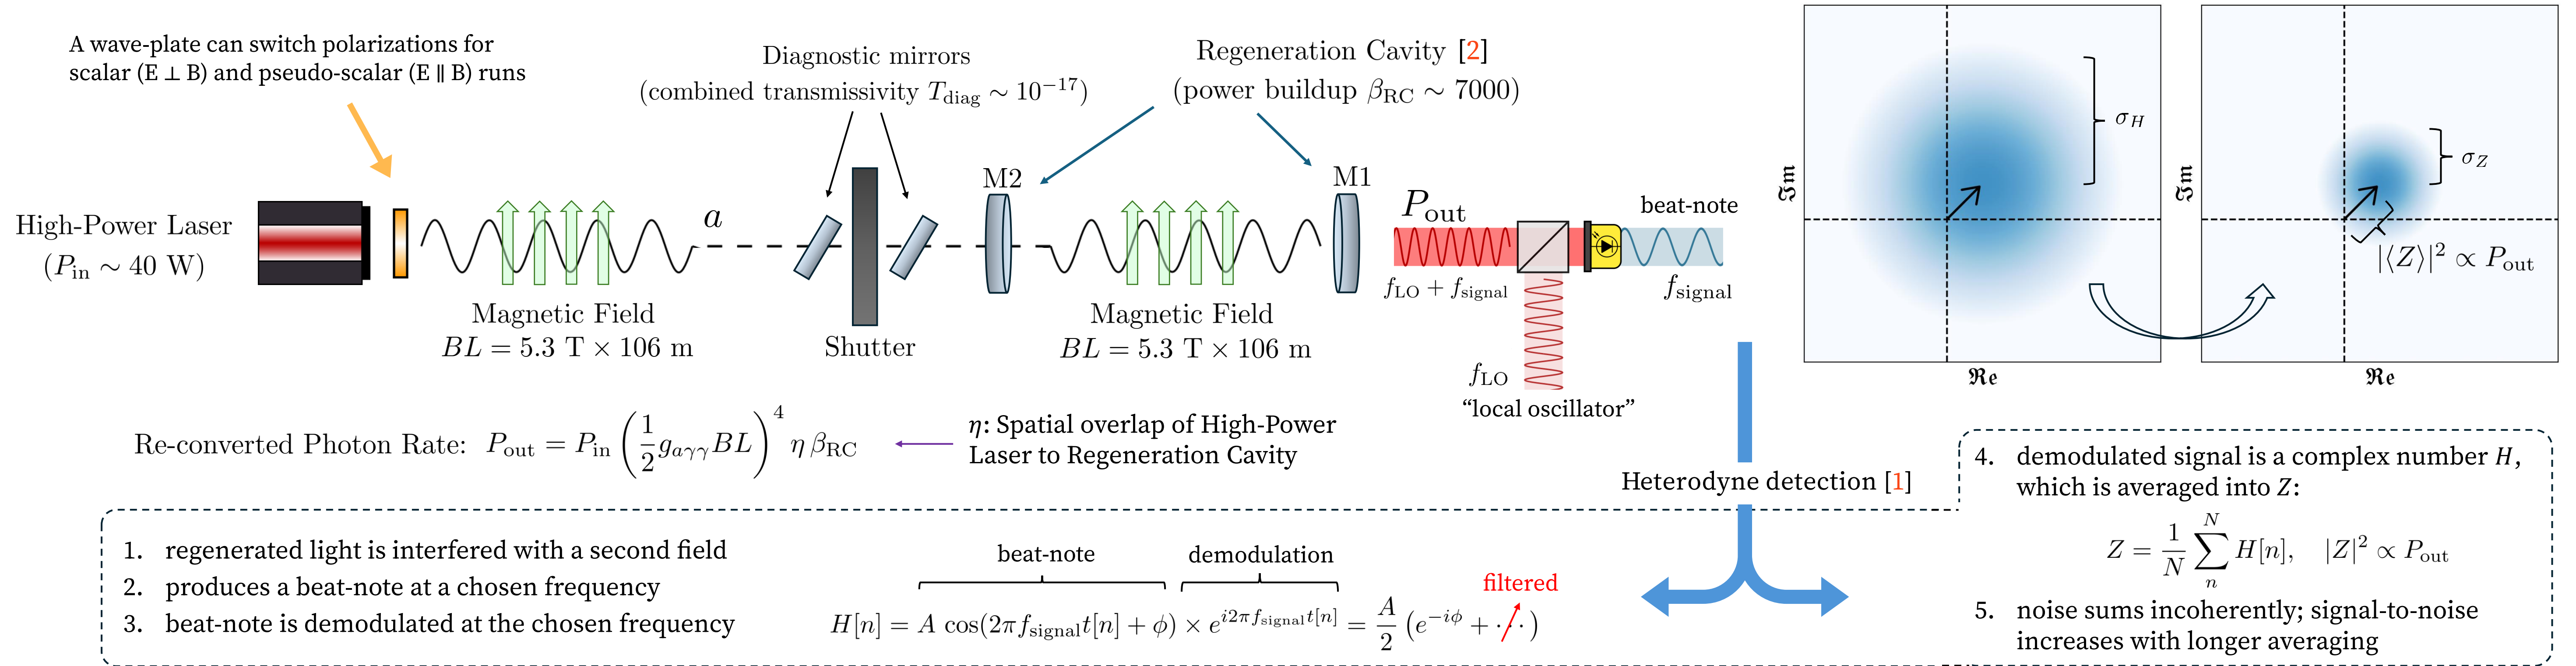 A wave-plate can switch polarizations for
scalar (E ⊥ B) and pseudo-scalar (E ∥ B) runs
High-Power Laser
(P_in ∼ 40 W)
Magnetic Field
BL = 5.3 T × 106 m
a
Diagnostic mirrors
(combined transmissivity T_diag ∼ 10^−17)
Shutter
Regeneration Cavity [2]
(power buildup β_RC ∼ 7000)
M2
M1
Magnetic Field
BL = 5.3 T × 106 m
P_out
f_LO + f_signal
beat-note
f_signal
f_LO
“local oscillator”
𝕴𝖒
σ_H
𝕽𝖊
𝕴𝖒
σ_Z
|⟨Z⟩|^2 ∝ P_out
𝕽𝖊
Re-converted Photon Rate: P_out = P_in (1/2 g_aγγ BL)^4 η β_RC
η: Spatial overlap of High-Power
Laser to Regeneration Cavity
Heterodyne detection [1]
1. regenerated light is interfered with a second field
2. produces a beat-note at a chosen frequency
3. beat-note is demodulated at the chosen frequency
beat-note
demodulation
filtered
H[n] = A cos(2πf_signal t[n] + ϕ) × e^{i2πf_signal t[n]} = A/2 (e^{−iϕ} + ···)
4. demodulated signal is a complex number H,
which is averaged into Z:
Z = 1/N ∑_n^N H[n], |Z|^2 ∝ P_out
5. noise sums incoherently; signal-to-noise
increases with longer averaging